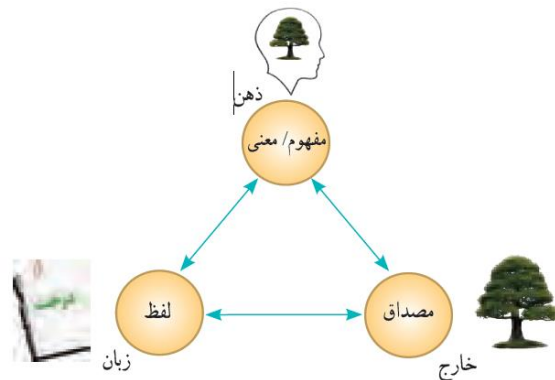 ذهن
مفهوم/ معنی
لفظ
مصداق
زبان
خارج